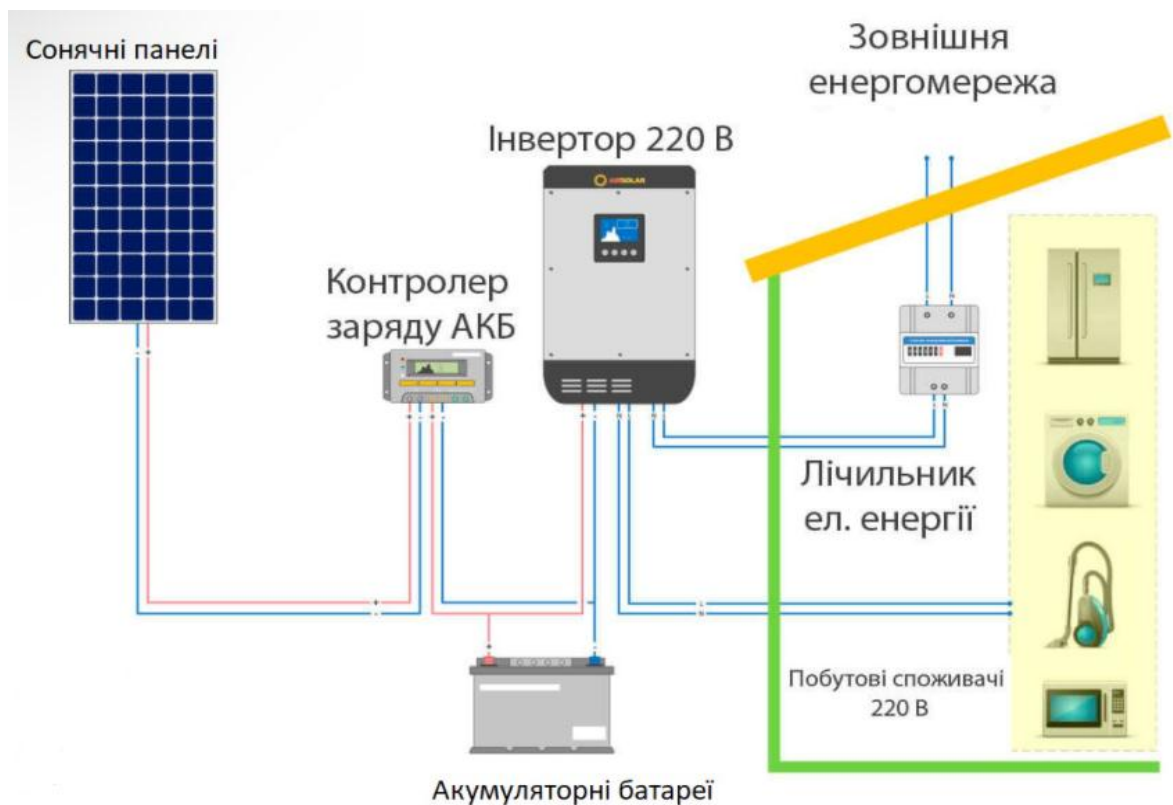 Сонячні панелі
Зовнішня
енергомережа
Інвертор 220 В
Контролер
заряду АКБ
Лічильник
ел. енергії
Побутові споживачі
220 В
Акумуляторні батареї